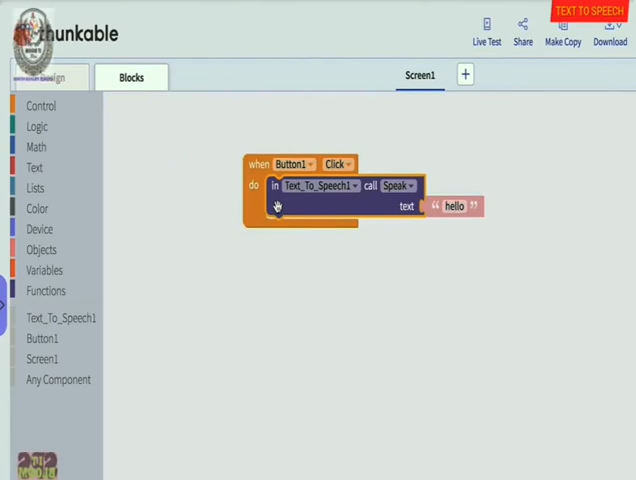 TEXT TO SPEECH
thunkable
Live Test
Share
Make Copy
Download
Blocks
Screen1
+
Control
Logic
Math
Text
Lists
Color
Device
Objects
Variables
Functions
Text_To_Speech1
Button1
Screen1
Any Component
when Button1 Click
do in Text_To_Speech1 call Speak
text “ hello ”